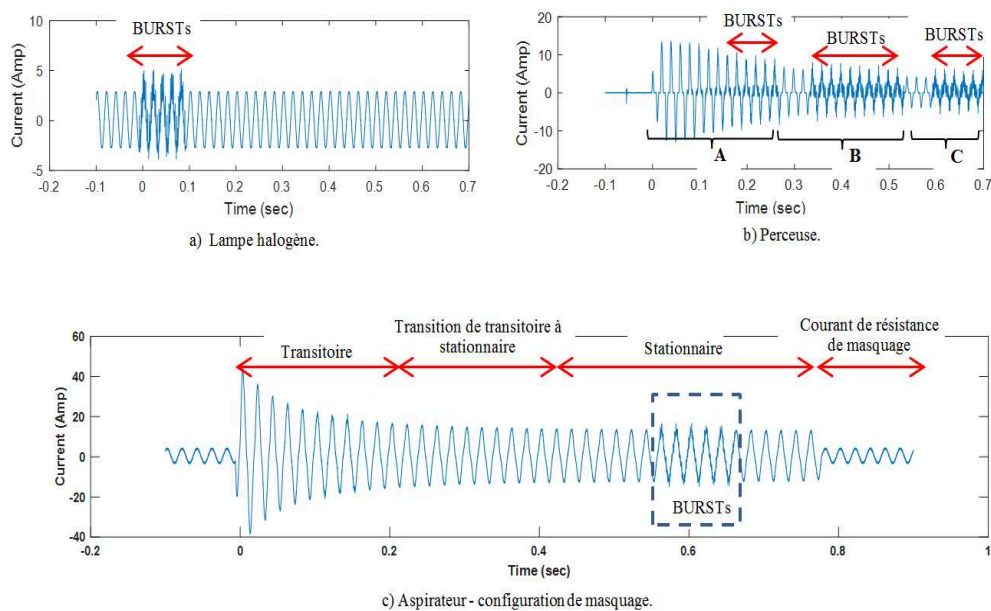 BURSTs
Current (Amp)
10
5
0
-5
-0.2 -0.1 0 0.1 0.2 0.3 0.4 0.5 0.6 0.7
Time (sec)
a) Lampe halogène.
BURSTs
BURSTs
BURSTs
Current (Amp)
20
10
0
-10
-20
A B C
-0.2 -0.1 0 0.1 0.2 0.3 0.4 0.5 0.6 0.7
Time (sec)
b) Perceuse.
Transitoire
Transition de transitoire à
stationnaire
Stationnaire
Courant de résistance
de masquage
Current (Amp)
60
40
20
0
-20
-40
BURSTs
-0.2 0 0.2 0.4 0.6 0.8 1
Time (sec)
c) Aspirateur - configuration de masquage.